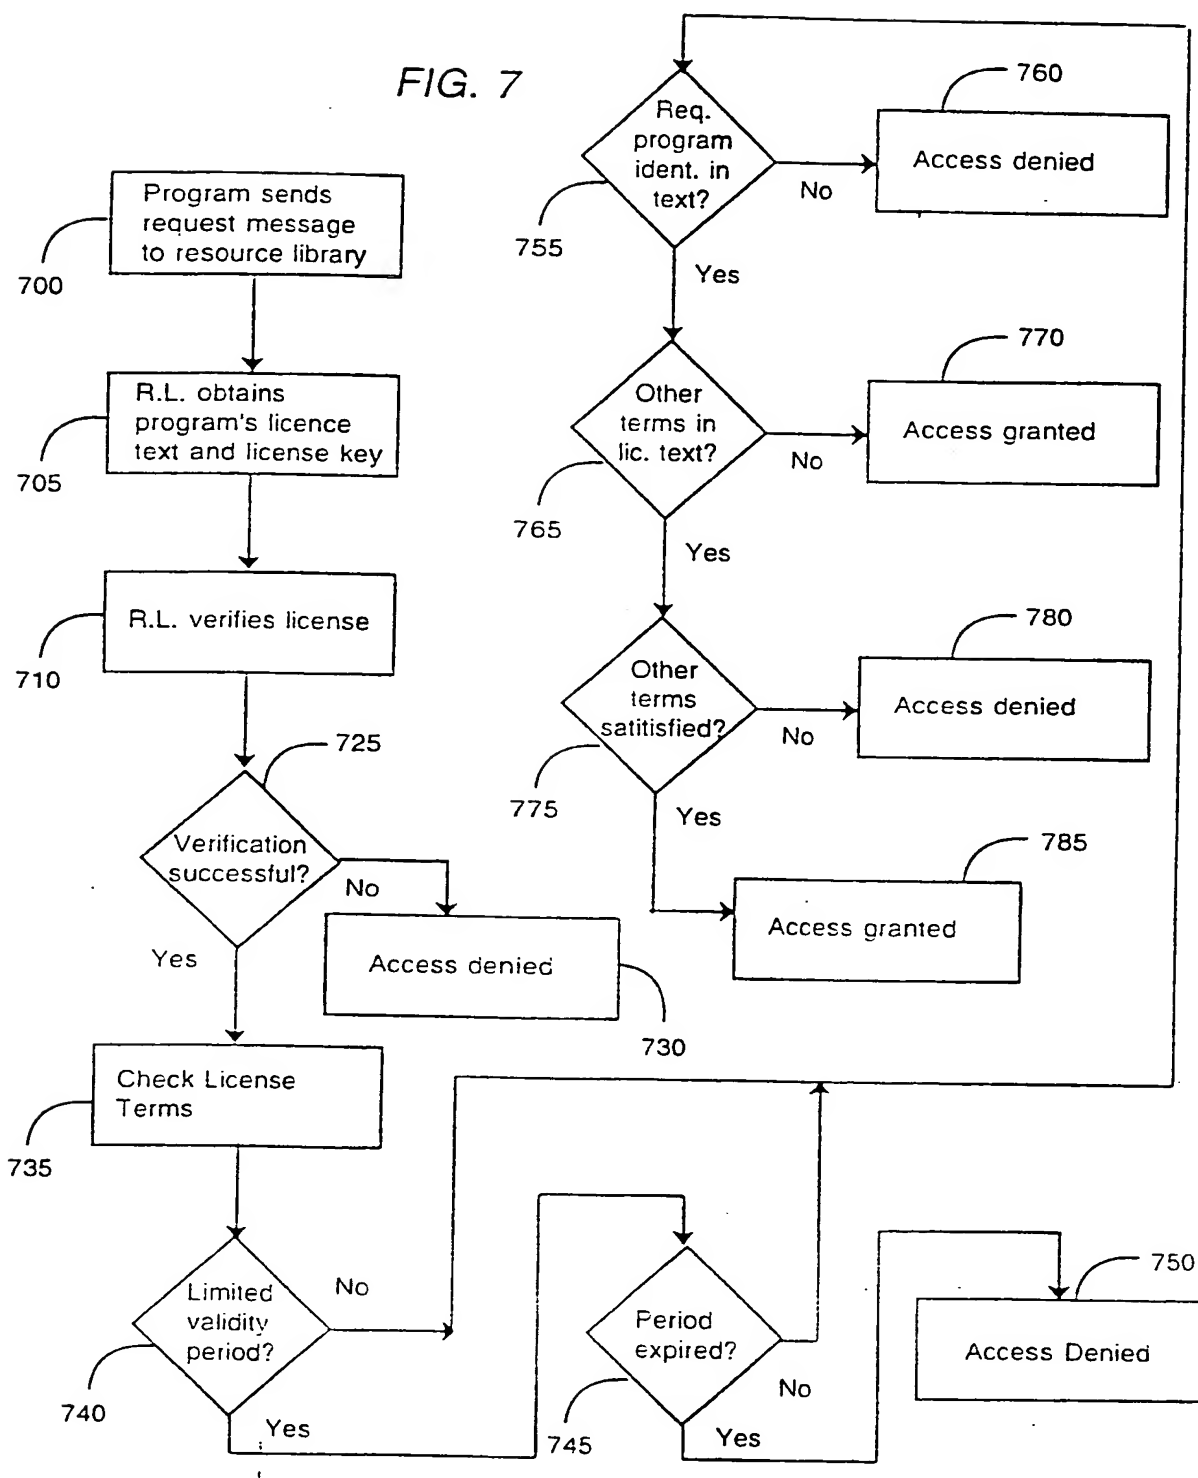 FIG. 7
Program sends
request message
to resource library
700
R.L. obtains
program's licence
text and license key
705
R.L. verifies license
710
725
Verification
successful?
No
Yes
Access denied
730
Check License
Terms
735
Limited
validity
period?
No
740
Yes
Period
expired?
No
745
Yes
750
Access Denied
Req.
program
ident. in
text?
755
No
Yes
760
Access denied
Other
terms in
lic. text?
765
No
Yes
770
Access granted
Other
terms
satitisfied?
775
No
Yes
780
Access denied
785
Access granted